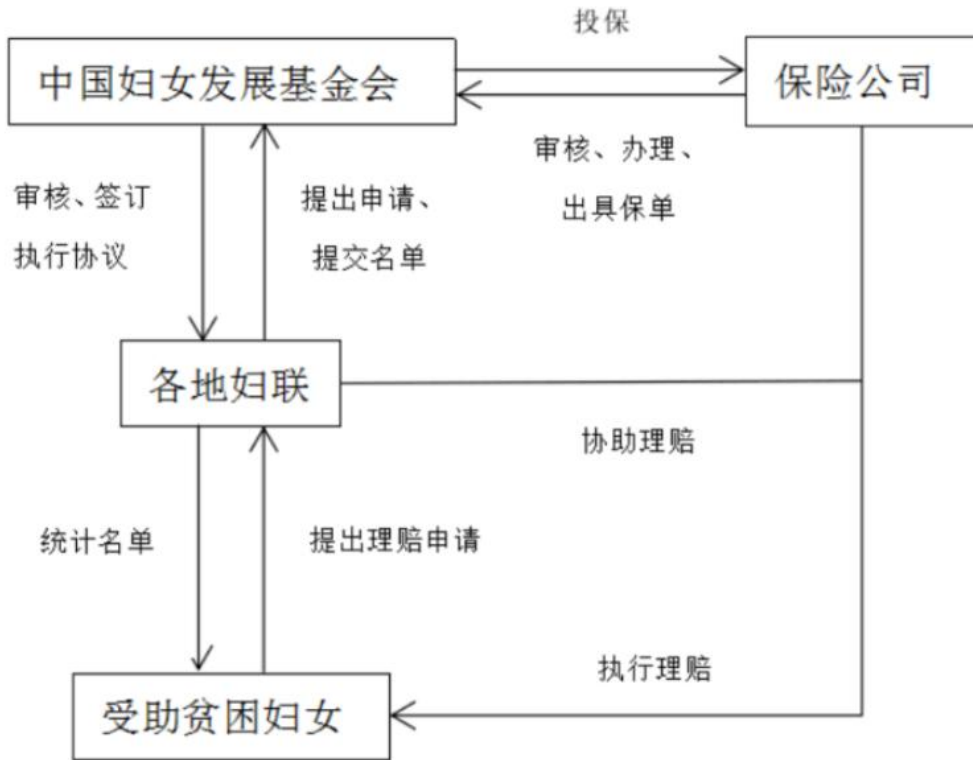 投保
中国妇女发展基金会
保险公司
审核、签订
执行协议
提出申请、
提交名单
审核、办理、
出具保单
各地妇联
协助理赔
统计名单
提出理赔申请
执行理赔
受助贫困妇女